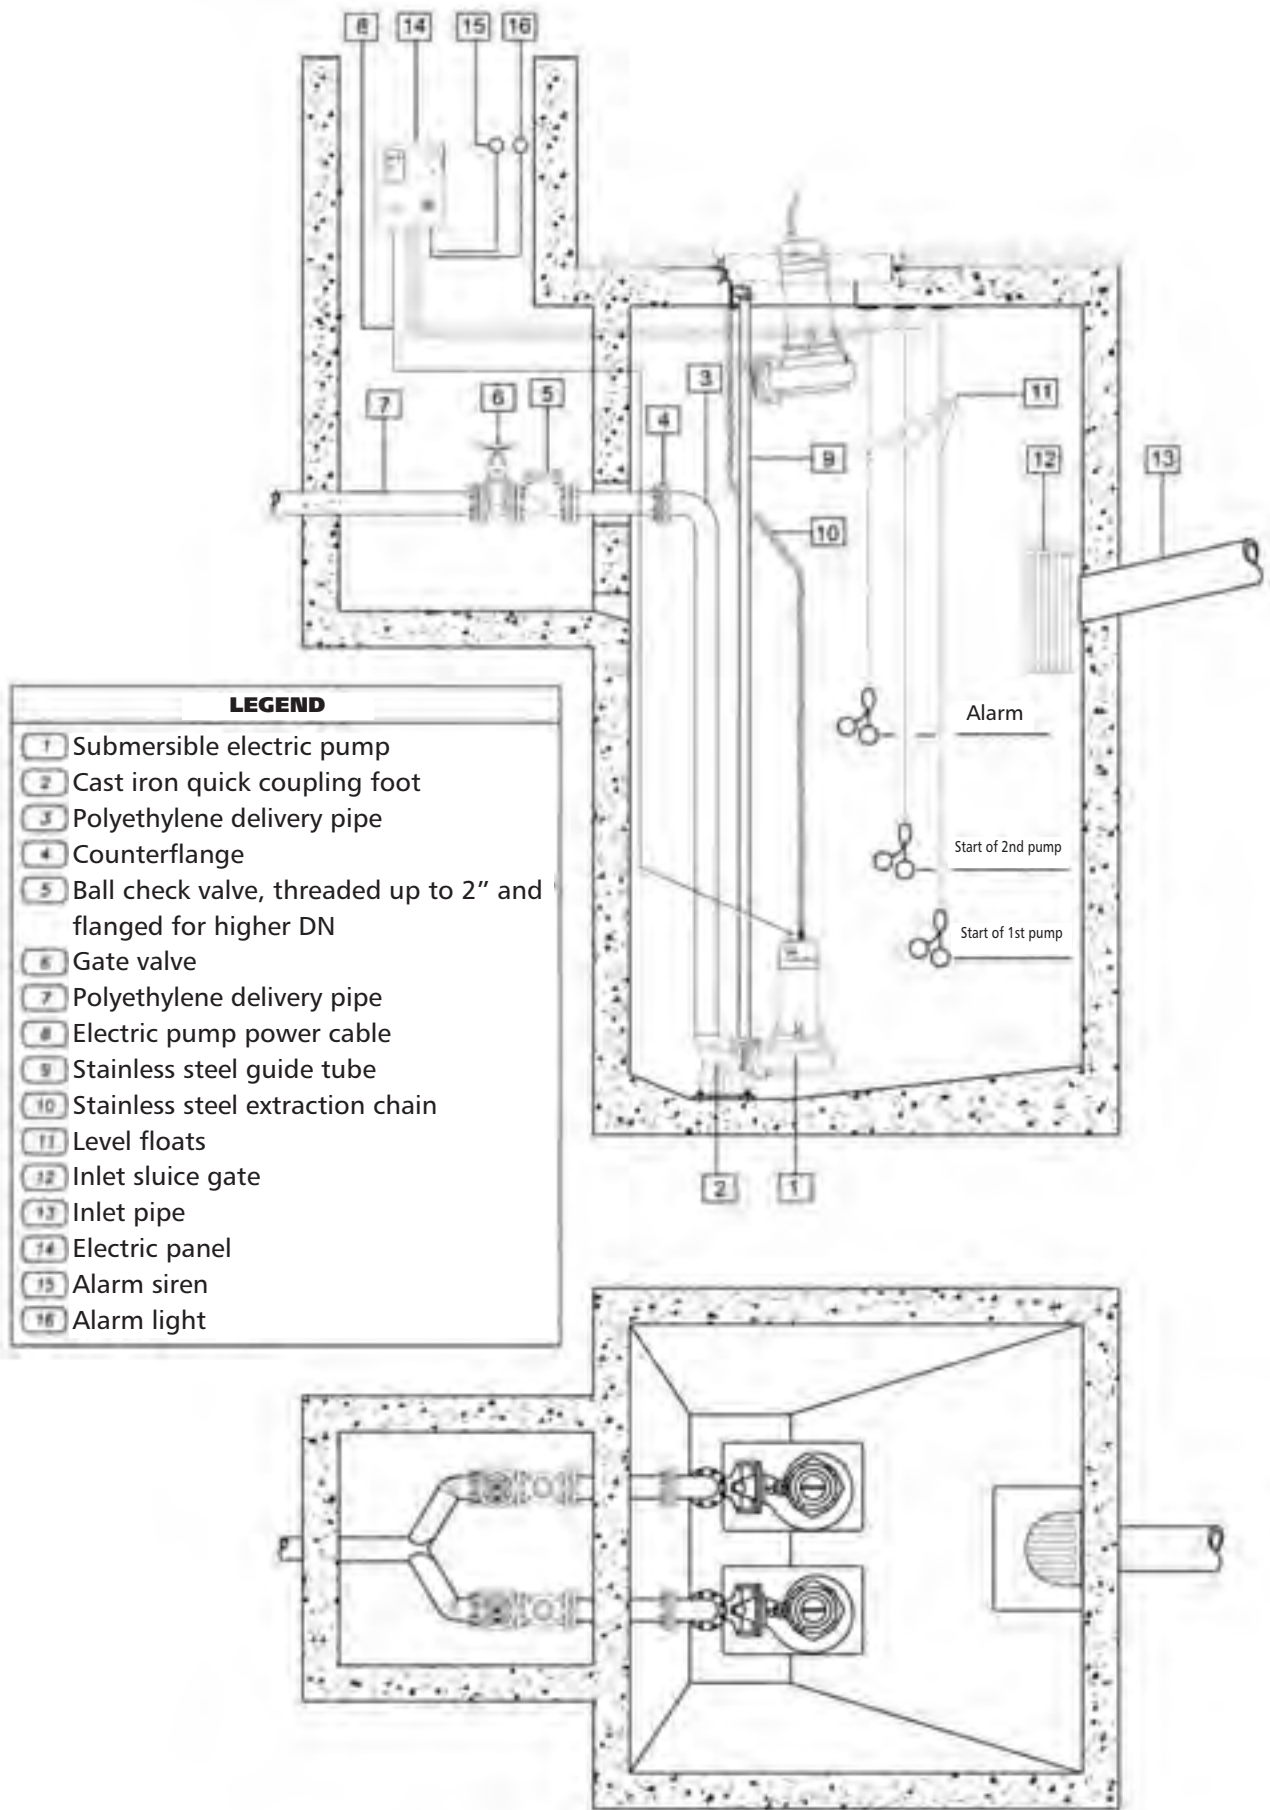 8 14 15 16
3
7 6 5 4
11
9 12 13
10
Alarm
Start of 2nd pump
Start of 1st pump
2 1
LEGEND
1 Submersible electric pump
2 Cast iron quick coupling foot
3 Polyethylene delivery pipe
4 Counterflange
5 Ball check valve, threaded up to 2” and
flanged for higher DN
6 Gate valve
7 Polyethylene delivery pipe
8 Electric pump power cable
9 Stainless steel guide tube
10 Stainless steel extraction chain
11 Level floats
12 Inlet sluice gate
13 Inlet pipe
14 Electric panel
15 Alarm siren
16 Alarm light